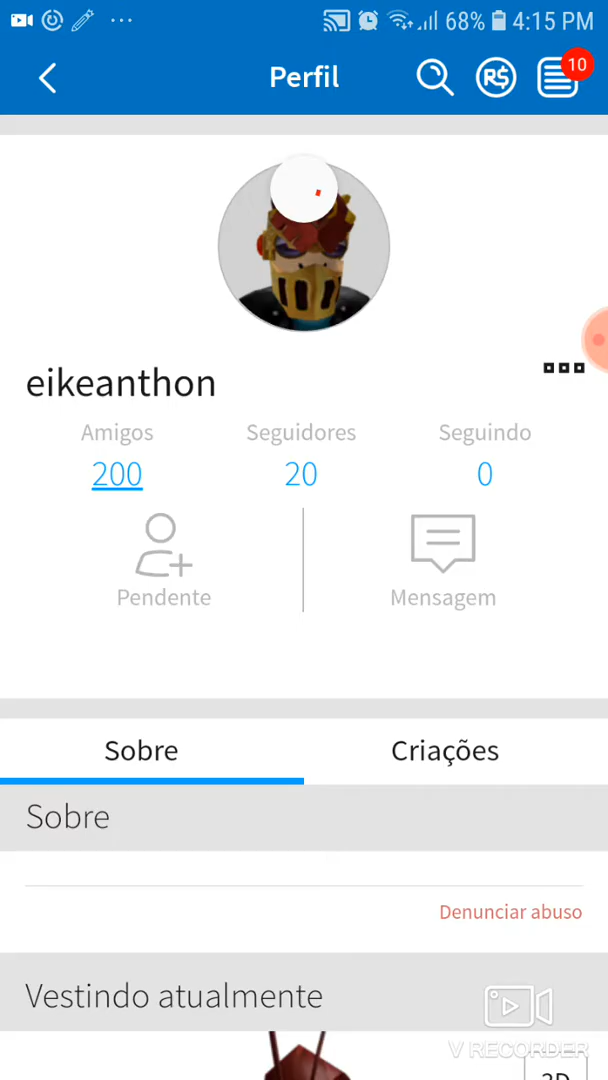 68% 4:15 PM
Perfil
R$
10
eikeanthon
Amigos Seguidores Seguindo
200 20 0
Pendente Mensagem
Sobre Criações
Sobre
Denunciar abuso
Vestindo atualmente
V RECORDER